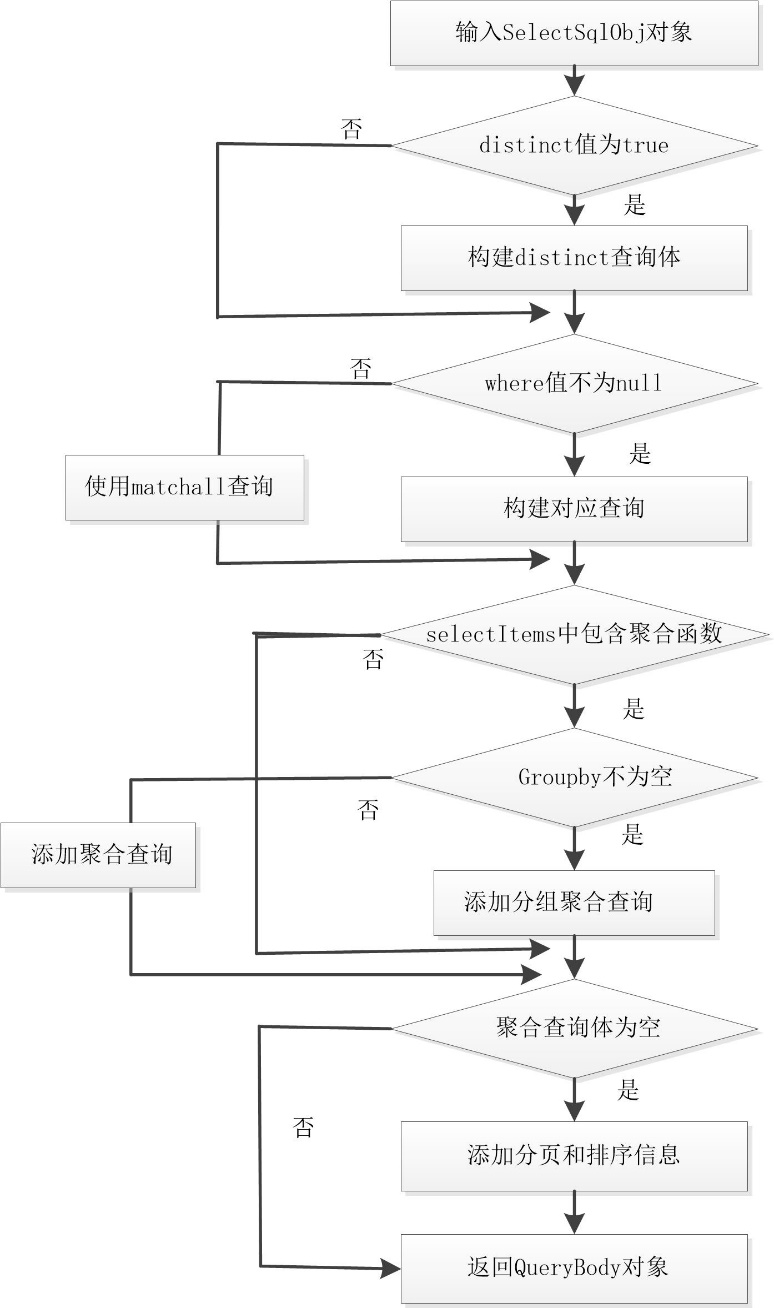 输入SelectSqlObj对象
否
distinct值为true
是
构建distinct查询体
否
where值不为null
是
使用matchall查询
构建对应查询
selectItems中包含聚合函数
否
是
Groupby不为空
否
是
添加聚合查询
添加分组聚合查询
聚合查询体为空
是
否
添加分页和排序信息
返回QueryBody对象